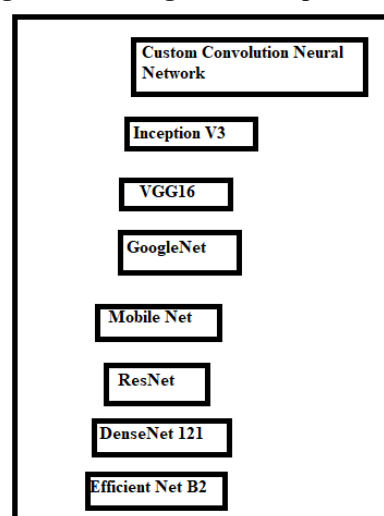 Custom Convolution Neural
Network
Inception V3
VGG16
GoogleNet
Mobile Net
ResNet
DenseNet 121
Efficient Net B2